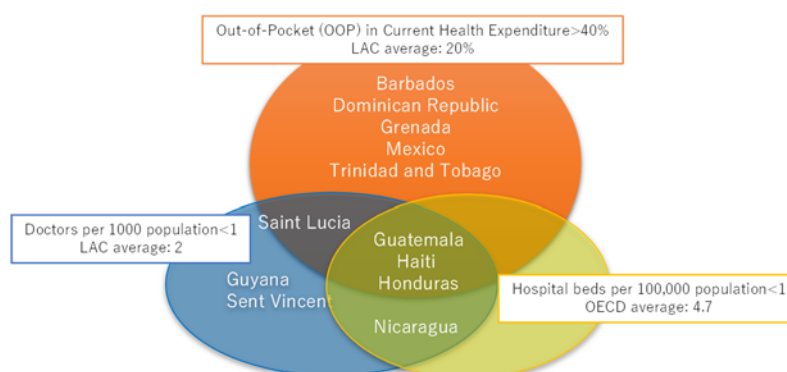 Out-of-Pocket (OOP) in Current Health Expenditure>40%
LAC average: 20%
Barbados
Dominican Republic
Grenada
Mexico
Trinidad and Tobago
Saint Lucia
Doctors per 1000 population<1
LAC average: 2
Guatemala
Haiti
Honduras
Guyana
Sent Vincent
Hospital beds per 100,000 population<1
OECD average: 4.7
Nicaragua